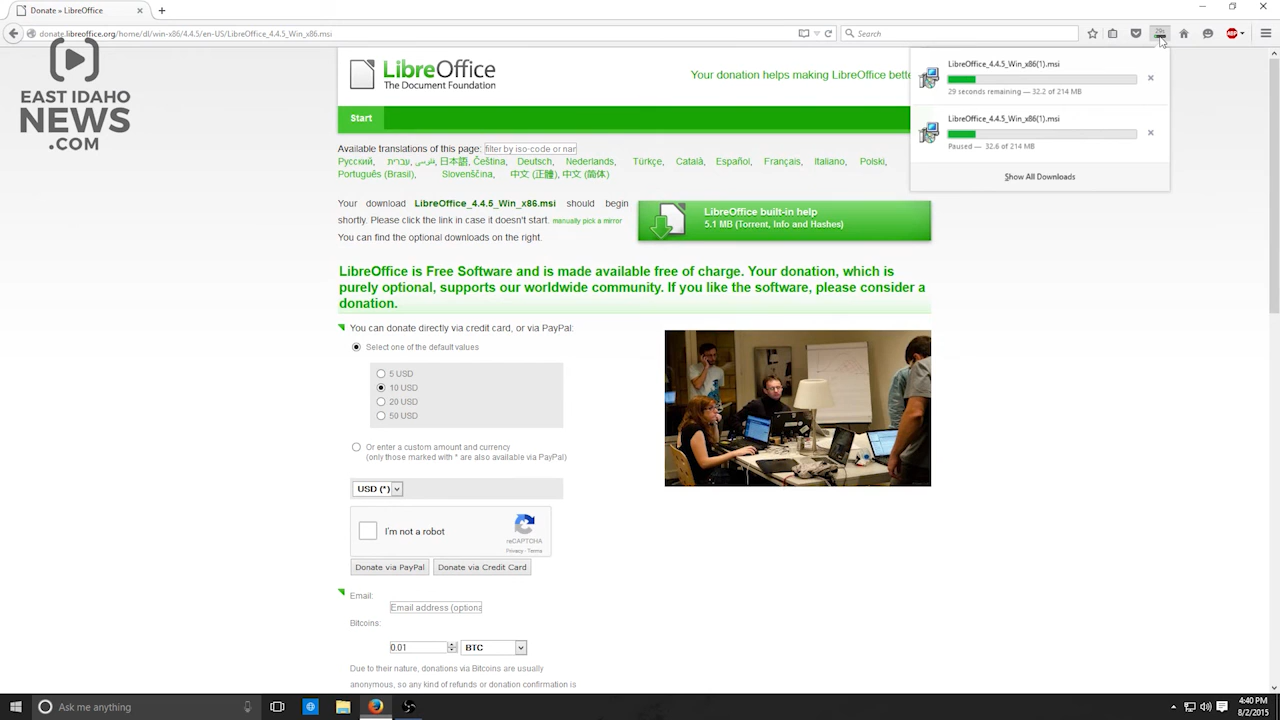 Donate » LibreOffice
donate.libreoffice.org/home/dl/win-x86/4.4.5/en-US/LibreOffice_4.4.5_Win_x86.msi
Search
29s
ABP
EAST IDAHO
NEWS
.COM
LibreOffice
The Document Foundation
Your donation helps making LibreOffice bette
LibreOffice_4.4.5_Win_x86(1).msi
29 seconds remaining — 32.2 of 214 MB
LibreOffice_4.4.5_Win_x86(1).msi
Paused — 32.6 of 214 MB
Show All Downloads
Start
Available translations of this page: filter by iso-code or nar
Русский, עברית, فارسی, 日本語, Čeština, Deutsch, Nederlands, Türkçe, Català, Español, Français, Italiano, Polski,
Português (Brasil), Slovenščina, 中文 (正體), 中文 (简体)
Your download LibreOffice_4.4.5_Win_x86.msi should begin
shortly. Please click the link in case it doesn't start. manually pick a mirror
You can find the optional downloads on the right.
LibreOffice built-in help
5.1 MB (Torrent, Info and Hashes)
LibreOffice is Free Software and is made available free of charge. Your donation, which is
purely optional, supports our worldwide community. If you like the software, please consider a
donation.
You can donate directly via credit card, or via PayPal:
Select one of the default values
5 USD
10 USD
20 USD
50 USD
Or enter a custom amount and currency
(only those marked with * are also available via PayPal)
USD (*)
I'm not a robot
reCAPTCHA
Privacy - Terms
Donate via PayPal
Donate via Credit Card
Email:
Email address (optiona
Bitcoins:
0.01
BTC
Due to their nature, donations via Bitcoins are usually
anonymous, so any kind of refunds or donation confirmation is
Ask me anything
4:40 PM
8/2/2015